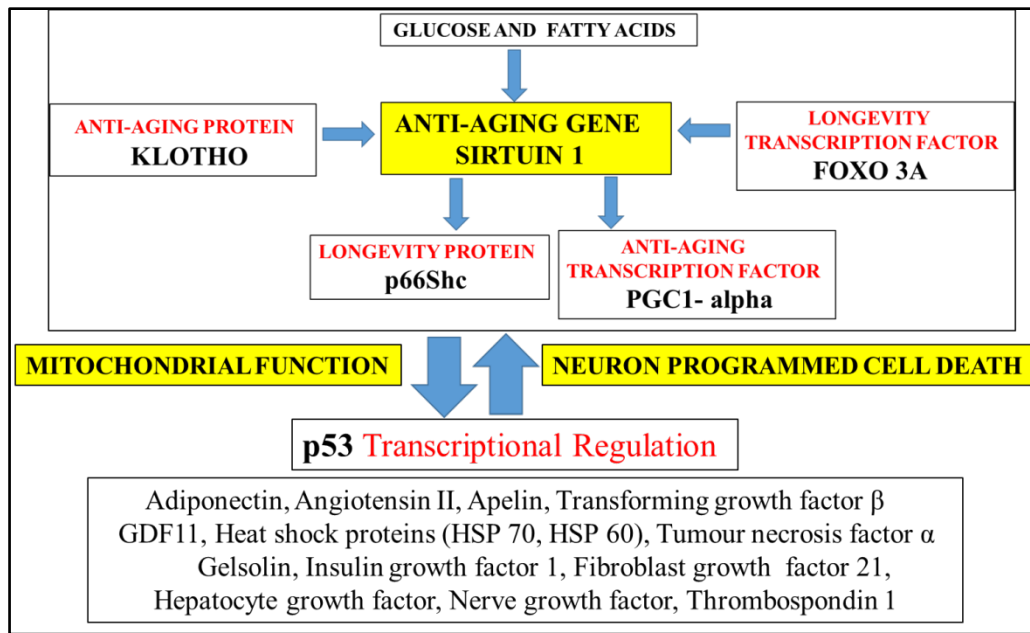 GLUCOSE AND FATTY ACIDS
ANTI-AGING PROTEIN
KLOTHO
ANTI-AGING GENE
SIRTUIN 1
LONGEVITY
TRANSCRIPTION FACTOR
FOXO 3A
LONGEVITY PROTEIN
p66Shc
ANTI-AGING
TRANSCRIPTION FACTOR
PGC1- alpha
MITOCHONDRIAL FUNCTION
NEURON PROGRAMMED CELL DEATH
p53 Transcriptional Regulation
Adiponectin, Angiotensin II, Apelin, Transforming growth factor β
GDF11, Heat shock proteins (HSP 70, HSP 60), Tumour necrosis factor α
Gelsolin, Insulin growth factor 1, Fibroblast growth factor 21,
Hepatocyte growth factor, Nerve growth factor, Thrombospondin 1